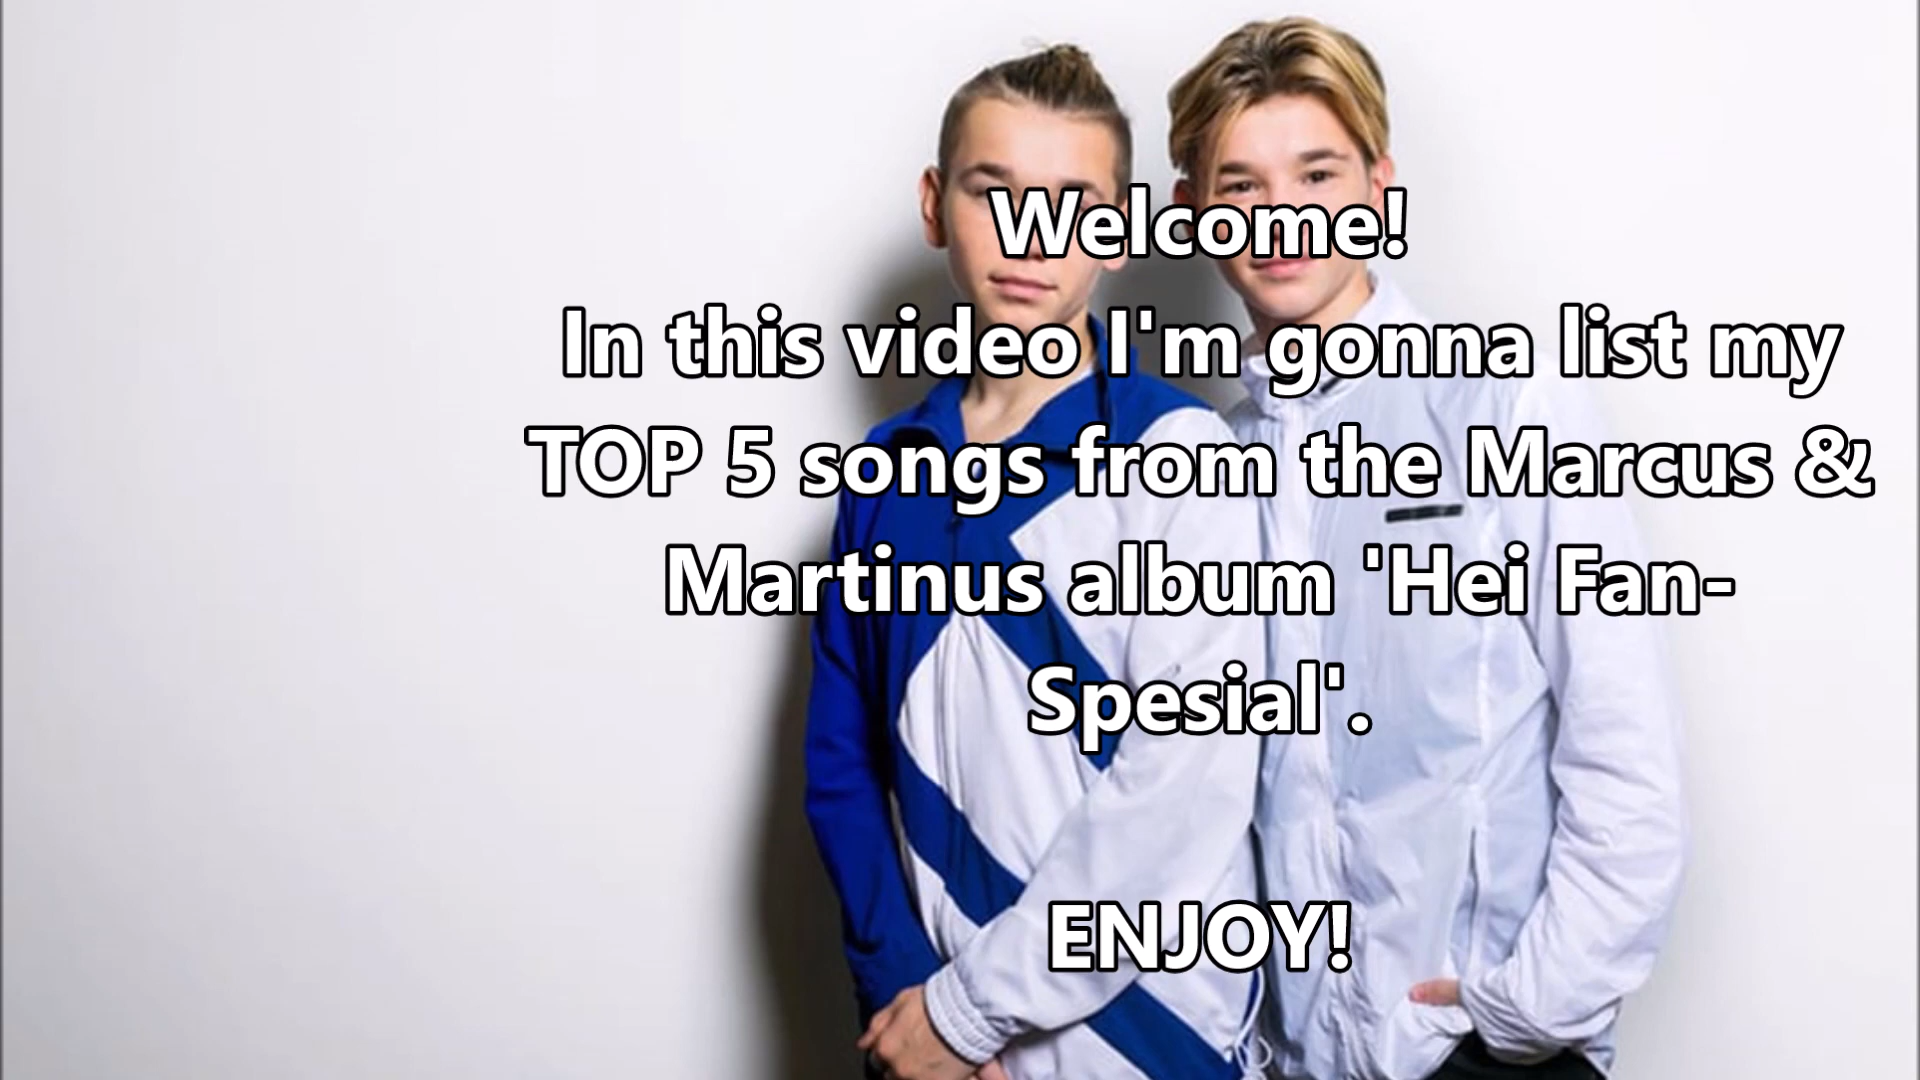 Welcome!
In this video I'm gonna list my
TOP 5 songs from the Marcus &
Martinus album 'Hei Fan-
Spesial'.
ENJOY!